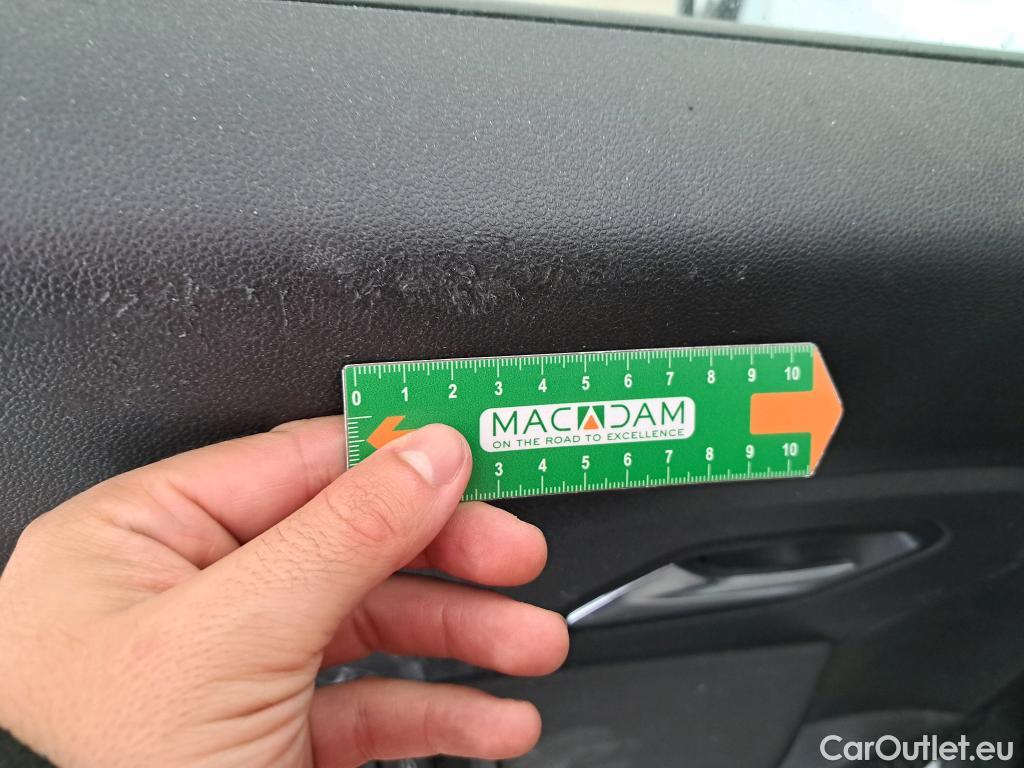 0 1 2 3 4 5 6 7 8 9 10
MACADAM
ON THE ROAD TO EXCELLENCE
3 4 5 6 7 8 9 10
CarOutlet.eu